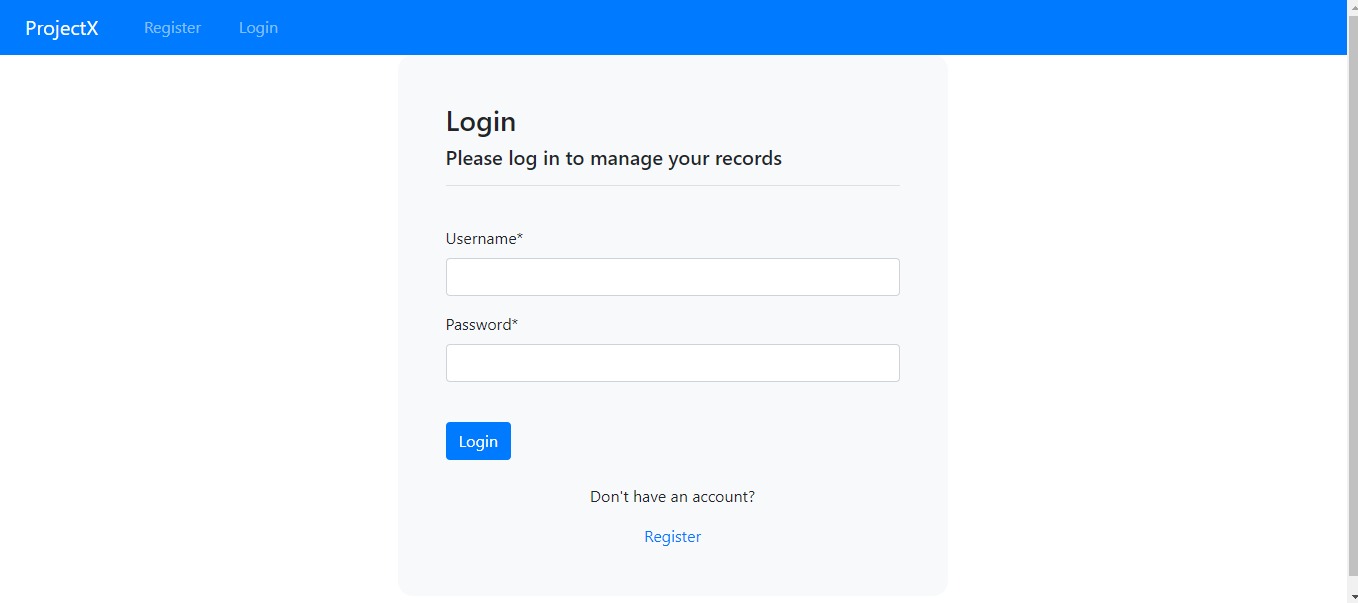 ProjectX Register Login
Login
Please log in to manage your records
Username*
Password*
Login
Don't have an account?
Register